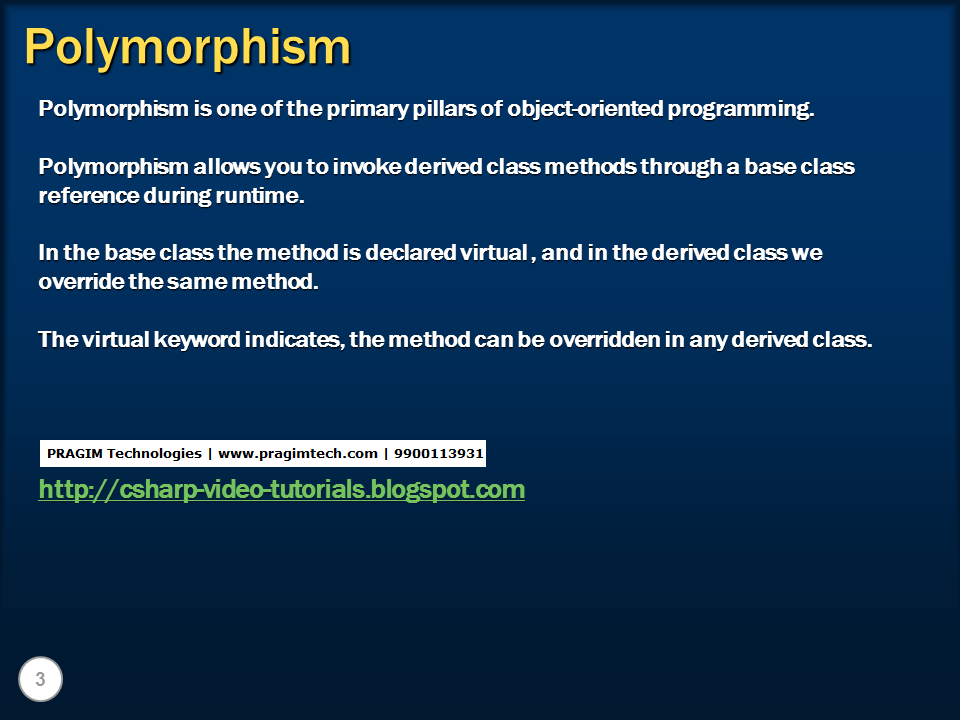 Polymorphism
Polymorphism is one of the primary pillars of object-oriented programming.
Polymorphism allows you to invoke derived class methods through a base class
reference during runtime.
In the base class the method is declared virtual , and in the derived class we
override the same method.
The virtual keyword indicates, the method can be overridden in any derived class.
PRAGIM Technologies | www.pragimtech.com | 9900113931
http://csharp-video-tutorials.blogspot.com
3